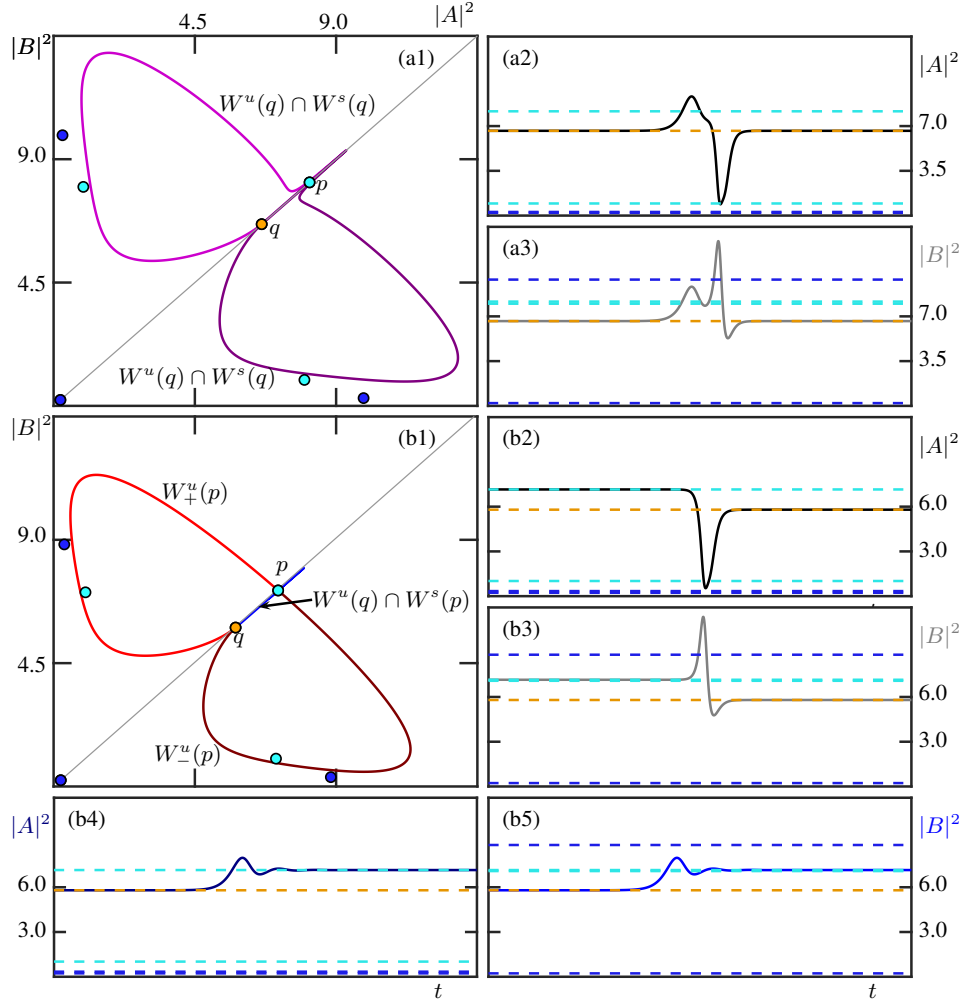 4.5 9.0 |A|²
|B|²
(a1)
W^u(q) ∩ W^s(q)
9.0
p
q
4.5
W^u(q) ∩ W^s(q)
(a2)
|A|²
7.0
3.5
(a3)
|B|²
7.0
3.5
|B|²
(b1)
W^u_+(p)
9.0
p
W^u(q) ∩ W^s(p)
q
4.5
W^u_-(p)
(b2)
|A|²
6.0
3.0
(b3)
|B|²
6.0
3.0
|A|²
(b4)
6.0
3.0
t
(b5)
|B|²
6.0
3.0
t